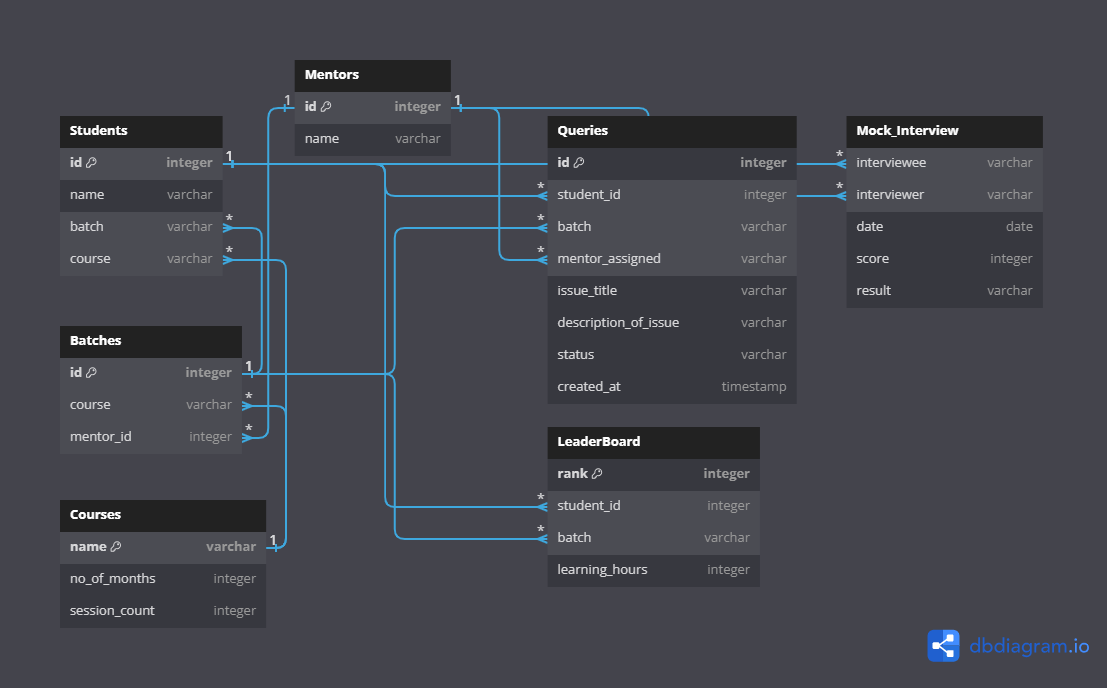 Mentors
1 id integer 1
name varchar
Students
id integer 1
name varchar
batch varchar *
course varchar *
Queries
id integer
* student_id integer
* batch varchar
* mentor_assigned varchar
issue_title varchar
description_of_issue varchar
status varchar
created_at timestamp
Mock_Interview
* interviewee varchar
* interviewer varchar
date date
score integer
result varchar
Batches
id integer 1
course varchar *
mentor_id integer *
LeaderBoard
rank integer
* student_id integer
* batch varchar
learning_hours integer
Courses
name varchar 1
no_of_months integer
session_count integer
dbdiagram.io